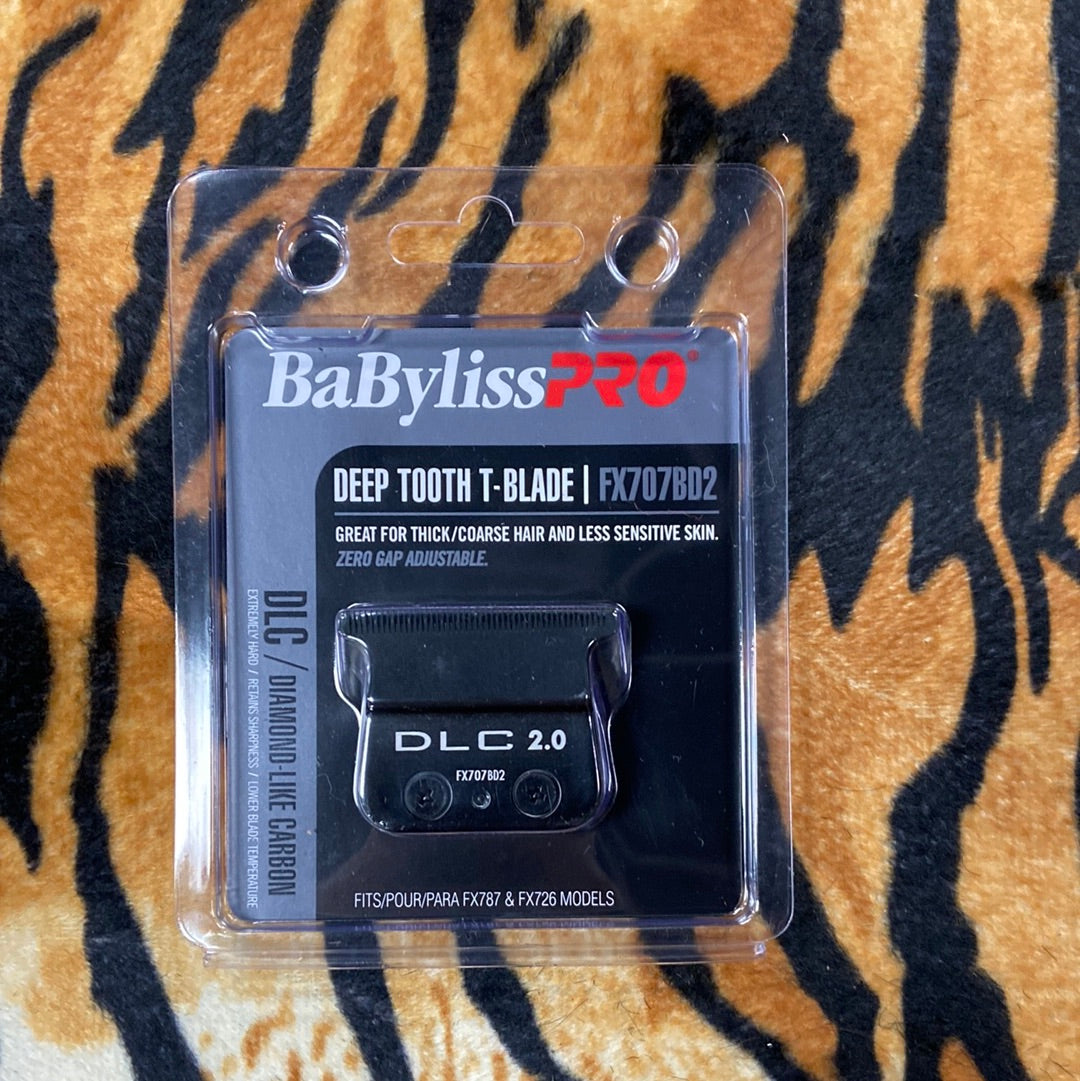 BaBylissPRO®
DEEP TOOTH T-BLADE | FX707BD2
GREAT FOR THICK/COARSE HAIR AND LESS SENSITIVE SKIN.
ZERO GAP ADJUSTABLE.
DLC / DIAMOND-LIKE CARBON
EXTREMELY HARD / RETAINS SHARPNESS / LOWER BLADE TEMPERATURE
DLC 2.0
FX707BD2
FITS/POUR/PARA FX787 & FX726 MODELS